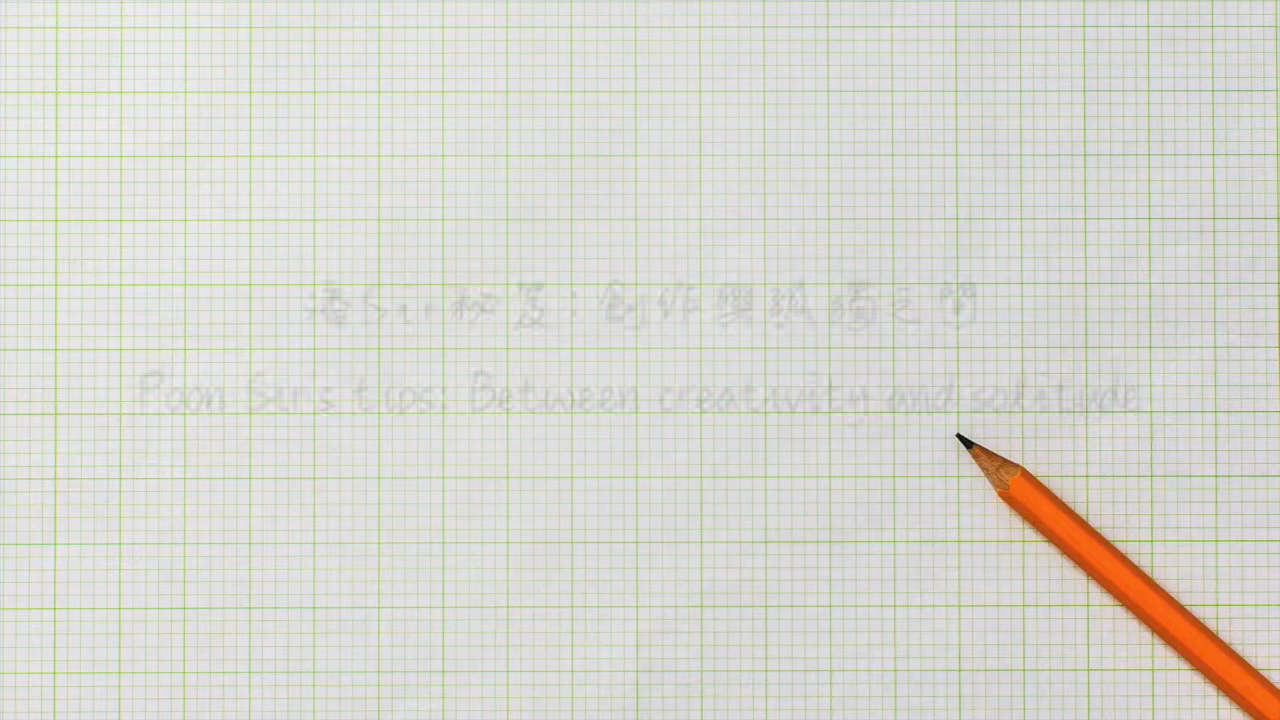 潘Sir秘笈：創作與孤獨之間
Poon Sir's tips: Between creativity and solitude